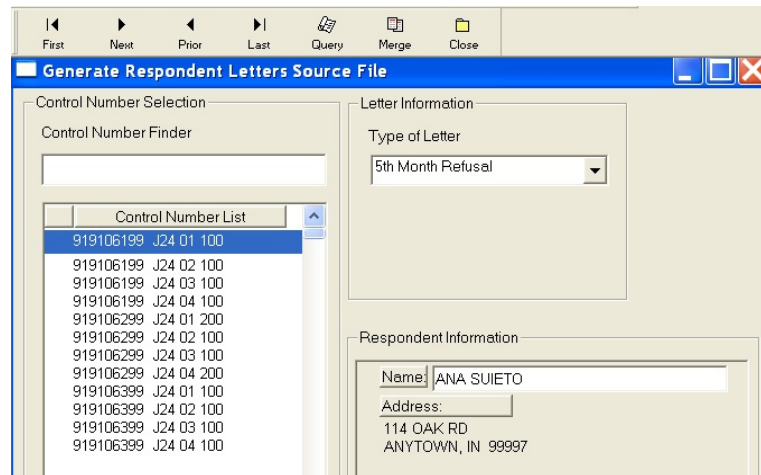 First Next Prior Last Query Merge Close
Generate Respondent Letters Source File
Control Number Selection
Control Number Finder
Control Number List
919106199 J24 01 100
919106199 J24 02 100
919106199 J24 03 100
919106199 J24 04 100
919106299 J24 01 200
919106299 J24 02 100
919106299 J24 03 100
919106299 J24 04 200
919106399 J24 01 100
919106399 J24 02 100
919106399 J24 03 100
919106399 J24 04 100
Letter Information
Type of Letter
5th Month Refusal
Respondent Information
Name: ANA SUIETO
Address:
114 OAK RD
ANYTOWN, IN 99997